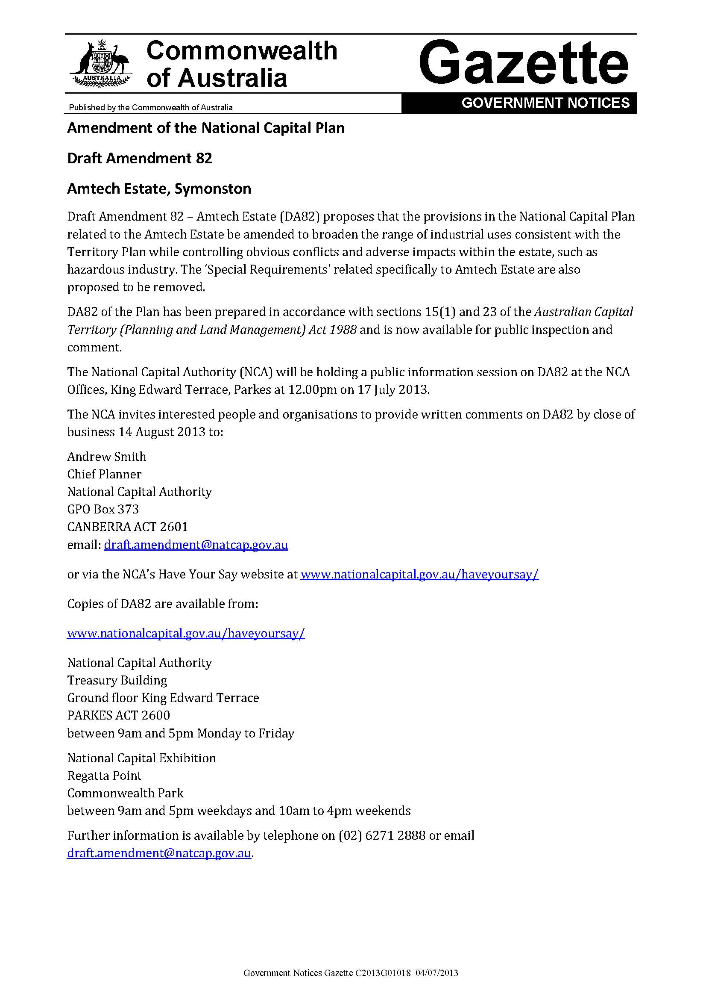 AUSTRALIA
Commonwealth
of Australia
Gazette
Published by the Commonwealth of Australia
GOVERNMENT NOTICES
Amendment of the National Capital Plan
Draft Amendment 82
Amtech Estate, Symonston
Draft Amendment 82 – Amtech Estate (DA82) proposes that the provisions in the National Capital Plan
related to the Amtech Estate be amended to broaden the range of industrial uses consistent with the
Territory Plan while controlling obvious conflicts and adverse impacts within the estate, such as
hazardous industry. The ‘Special Requirements’ related specifically to Amtech Estate are also
proposed to be removed.
DA82 of the Plan has been prepared in accordance with sections 15(1) and 23 of the Australian Capital
Territory (Planning and Land Management) Act 1988 and is now available for public inspection and
comment.
The National Capital Authority (NCA) will be holding a public information session on DA82 at the NCA
Offices, King Edward Terrace, Parkes at 12.00pm on 17 July 2013.
The NCA invites interested people and organisations to provide written comments on DA82 by close of
business 14 August 2013 to:
Andrew Smith
Chief Planner
National Capital Authority
GPO Box 373
CANBERRA ACT 2601
email: draft.amendment@natcap.gov.au
or via the NCA’s Have Your Say website at www.nationalcapital.gov.au/haveyoursay/
Copies of DA82 are available from:
www.nationalcapital.gov.au/haveyoursay/
National Capital Authority
Treasury Building
Ground floor King Edward Terrace
PARKES ACT 2600
between 9am and 5pm Monday to Friday
National Capital Exhibition
Regatta Point
Commonwealth Park
between 9am and 5pm weekdays and 10am to 4pm weekends
Further information is available by telephone on (02) 6271 2888 or email
draft.amendment@natcap.gov.au.
Government Notices Gazette C2013G01018 04/07/2013